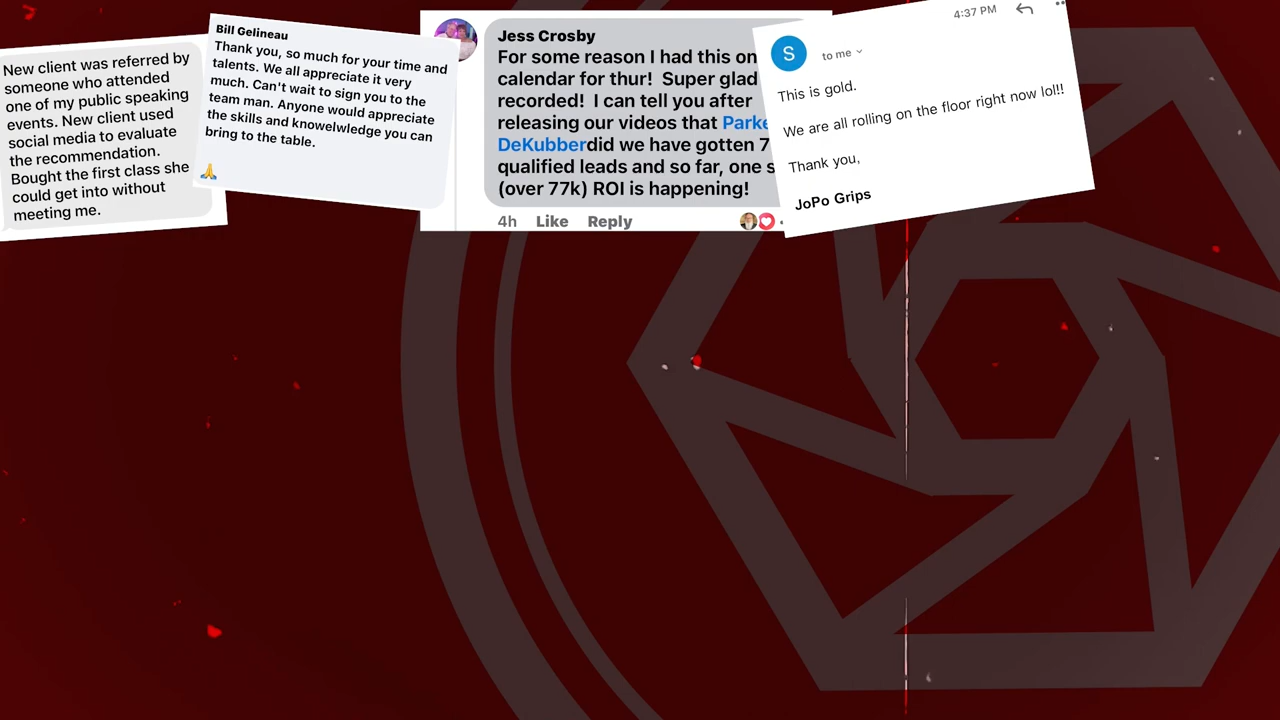 New client was referred by
someone who attended
one of my public speaking
events. New client used
social media to evaluate
the recommendation.
Bought the first class she
could get into without
meeting me.
Bill Gelineau
Thank you, so much for your time and
talents. We all appreciate it very
much. Can't wait to sign you to the
team man. Anyone would appreciate
the skills and knowelwledge you can
bring to the table.
🙏
Jess Crosby
For some reason I had this on
calendar for thur! Super glad
recorded! I can tell you after
releasing our videos that Parke
DeKubberdid we have gotten 7
qualified leads and so far, one s
(over 77k) ROI is happening!
4h Like Reply
4:37 PM
S
to me
This is gold.
We are all rolling on the floor right now lol!!
Thank you,
JoPo Grips